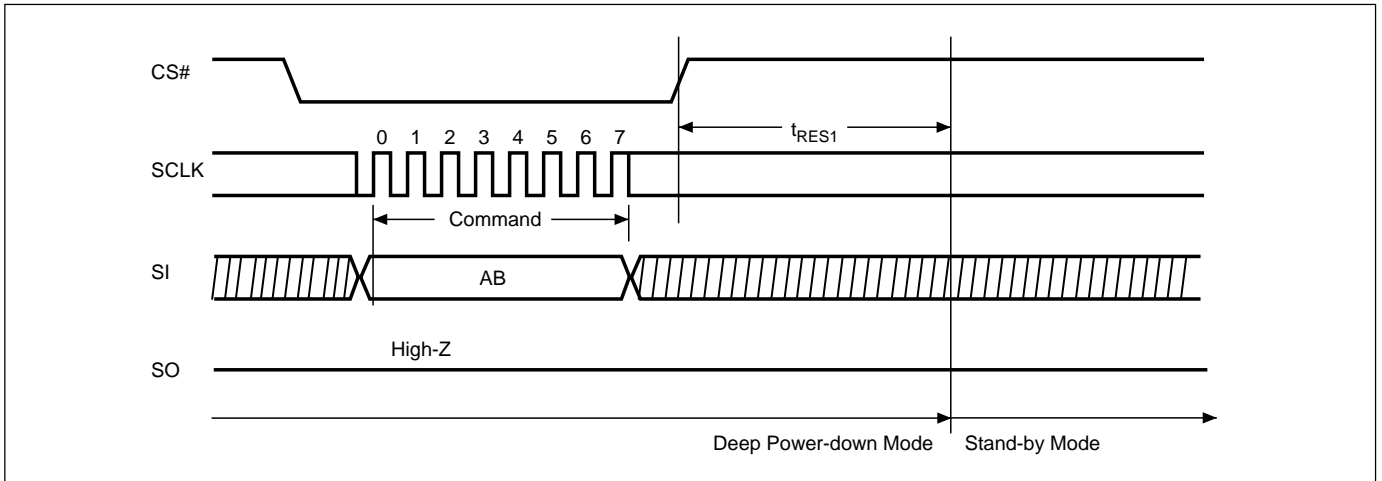 CS#
tRES1
0 1 2 3 4 5 6 7
SCLK
Command
SI
AB
High-Z
SO
Deep Power-down Mode Stand-by Mode